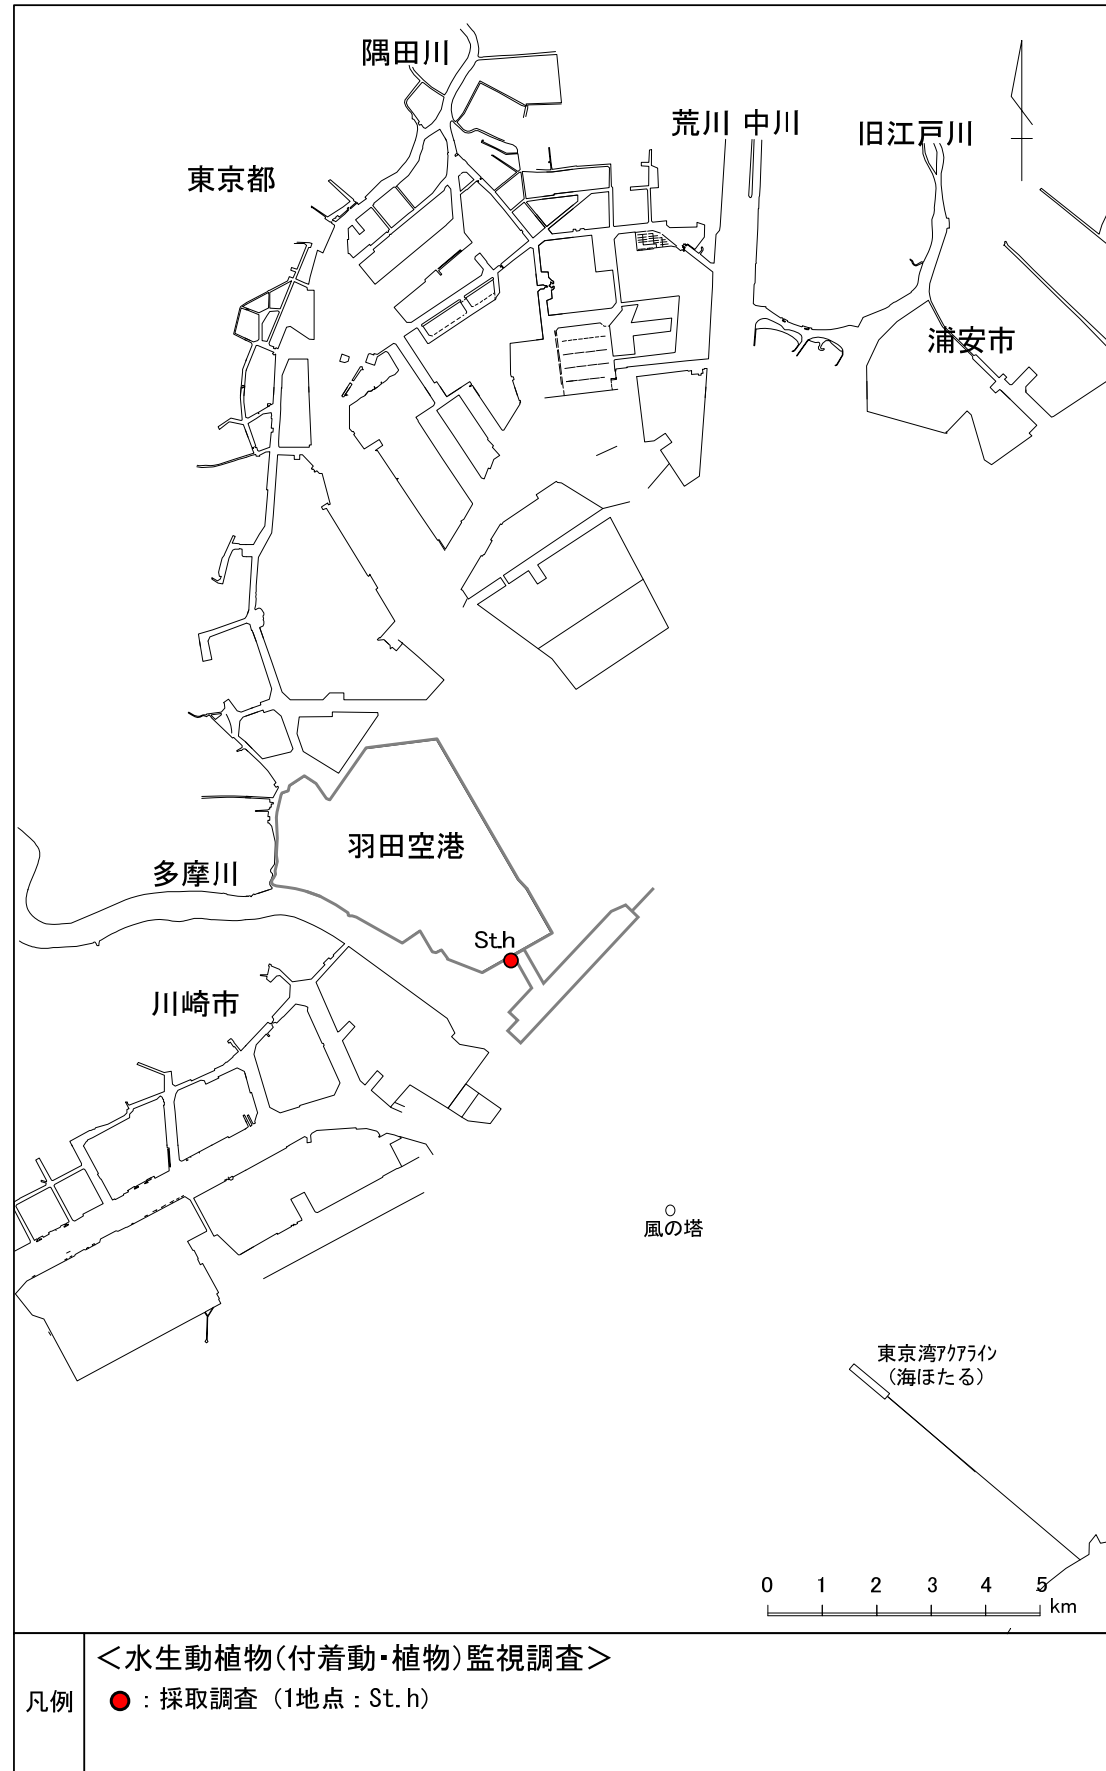 隅田川
荒川 中川
旧江戸川
東京都
浦安市
羽田空港
多摩川
St.h
川崎市
風の塔
東京湾ｱｸｱﾗｲﾝ
(海ほたる)
0 1 2 3 4 5
km
凡例
＜水生動植物(付着動・植物)監視調査＞
：採取調査 (1地点：St.h)